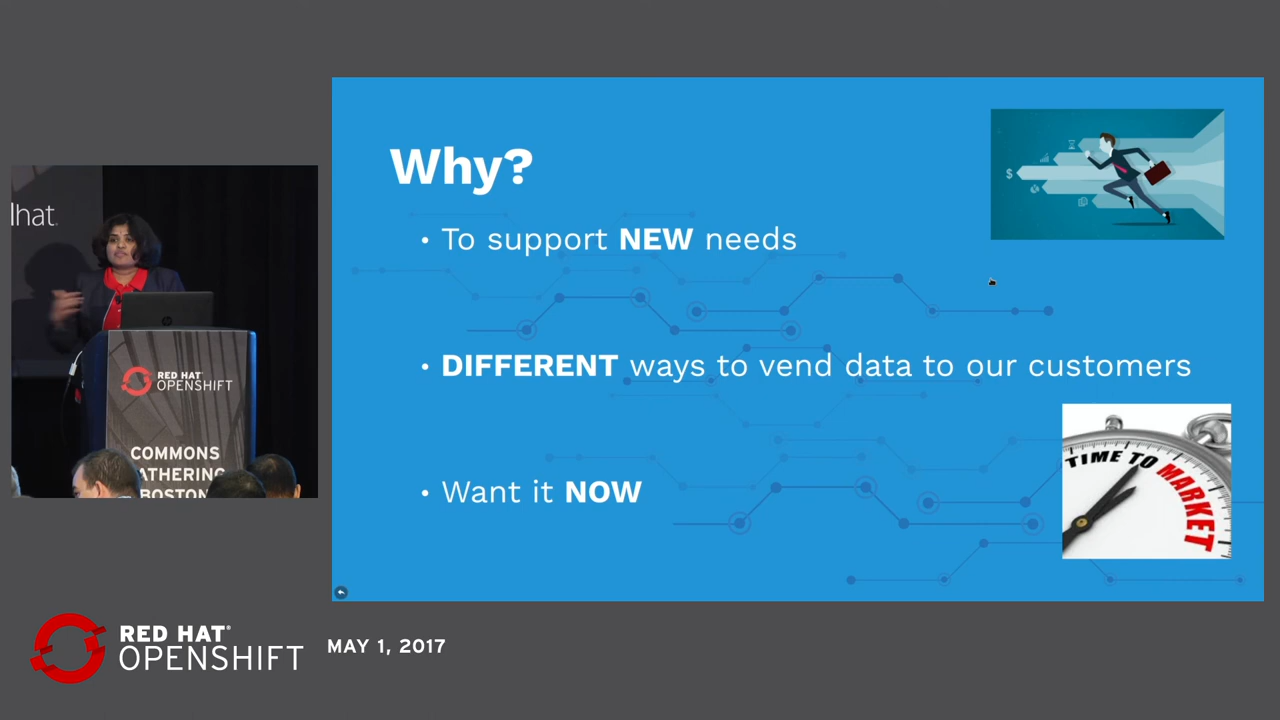 Why?
• To support NEW needs
• DIFFERENT ways to vend data to our customers
• Want it NOW
$
TIME TO MARKET
lhat.
RED HAT
OPENSHIFT
COMMONS
GATHERING
BOSTON
RED HAT®
OPENSHIFT
MAY 1, 2017